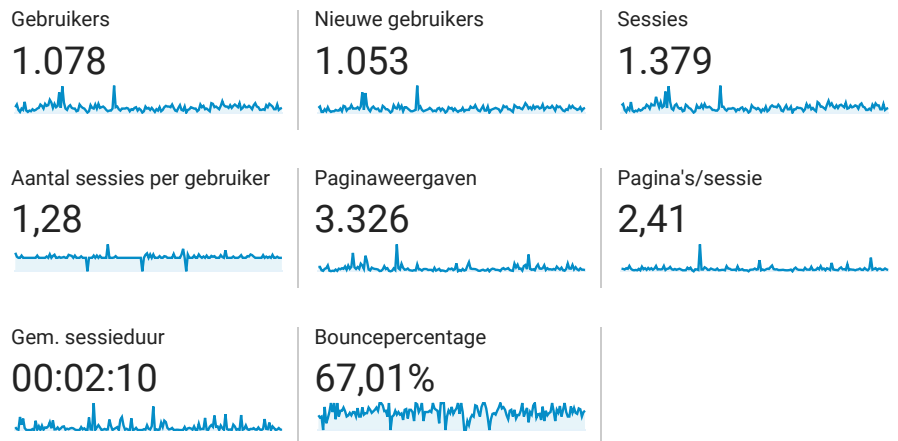 Gebruikers
1.078
Nieuwe gebruikers
1.053
Sessies
1.379
Aantal sessies per gebruiker
1,28
Paginaweergaven
3.326
Pagina's/sessie
2,41
Gem. sessieduur
00:02:10
Bouncepercentage
67,01%